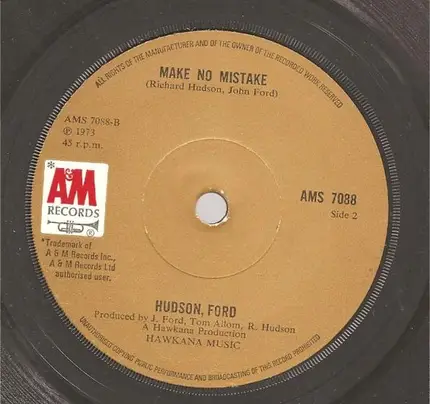 ALL RIGHTS OF THE MANUFACTURER AND OF THE OWNER OF THE RECORDED WORK RESERVED
MAKE NO MISTAKE
(Richard Hudson, John Ford)
AMS 7088-B
℗ 1973
45 r.p.m.
*
A&M
RECORDS
®
AMS 7088
Side 2
*Trademark of
A & M Records Inc.,
A & M Records Ltd
authorised user.
HUDSON, FORD
Produced by J. Ford, Tom Allom, R. Hudson
A Hawkana Production
HAWKANA MUSIC
UNAUTHORISED COPYING PUBLIC PERFORMANCE AND BROADCASTING OF THIS RECORD PROHIBITED